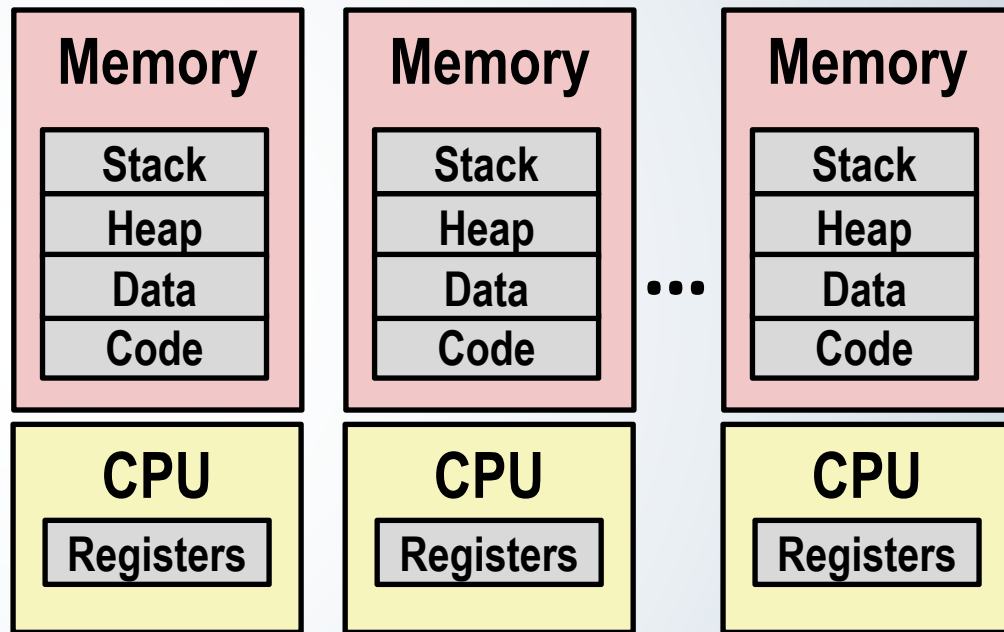 Memory
Stack
Heap
Data
Code
CPU
Registers
Memory
Stack
Heap
Data
Code
CPU
Registers
...
Memory
Stack
Heap
Data
Code
CPU
Registers